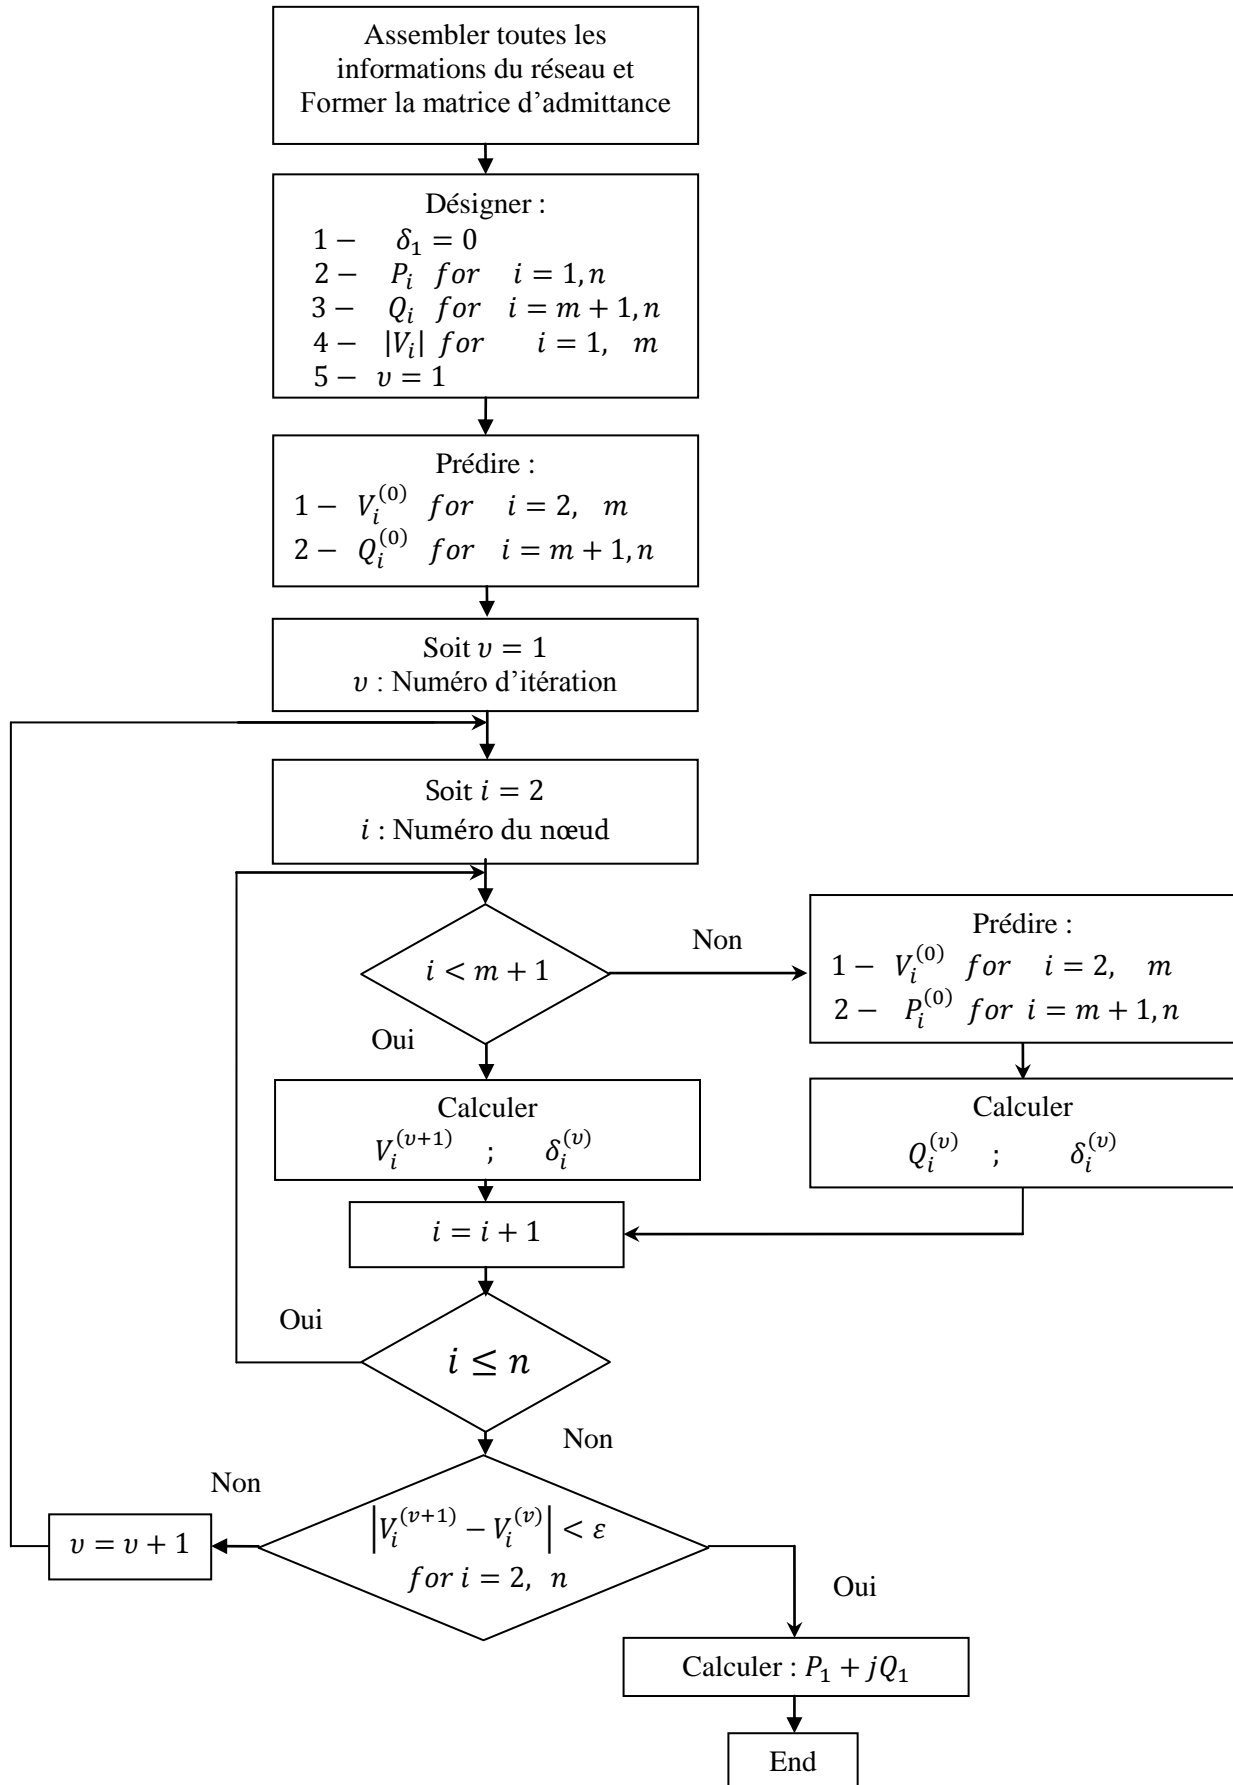 Assembler toutes les
informations du réseau et
Former la matrice d’admittance
Désigner :
1 − δ₁ = 0
2 − Pᵢ for i = 1, n
3 − Qᵢ for i = m + 1, n
4 − |Vᵢ| for i = 1, m
5 − υ = 1
Prédire :
1 − Vᵢ⁽⁰⁾ for i = 2, m
2 − Qᵢ⁽⁰⁾ for i = m + 1, n
Soit υ = 1
υ : Numéro d’itération
Soit i = 2
i : Numéro du nœud
i < m + 1
Non
Prédire :
1 − Vᵢ⁽⁰⁾ for i = 2, m
2 − Pᵢ⁽⁰⁾ for i = m + 1, n
Oui
Calculer
Vᵢ^(υ+1) ; δᵢ^(υ)
Calculer
Qᵢ^(υ) ; δᵢ^(υ)
i = i + 1
Oui
i ≤ n
Non
Non
|Vᵢ^(υ+1) − Vᵢ^(υ)| < ε
for i = 2, n
υ = υ + 1
Oui
Calculer : P₁ + jQ₁
End